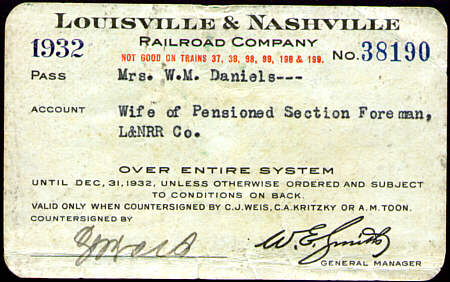 LOUISVILLE & NASHVILLE
1932 RAILROAD COMPANY
NOT GOOD ON TRAINS 37, 38, 98, 99, 198 & 199. NO. 38190
PASS Mrs. W.M. Daniels---
ACCOUNT Wife of Pensioned Section Foreman,
L&NRR Co.
OVER ENTIRE SYSTEM
UNTIL DEC, 31, 1932, UNLESS OTHERWISE ORDERED AND SUBJECT
TO CONDITIONS ON BACK.
VALID ONLY WHEN COUNTERSIGNED BY C.J. WEIS, C.A. KRITZKY OR A.M. TOON.
COUNTERSIGNED BY
W.E. Smith
GENERAL MANAGER